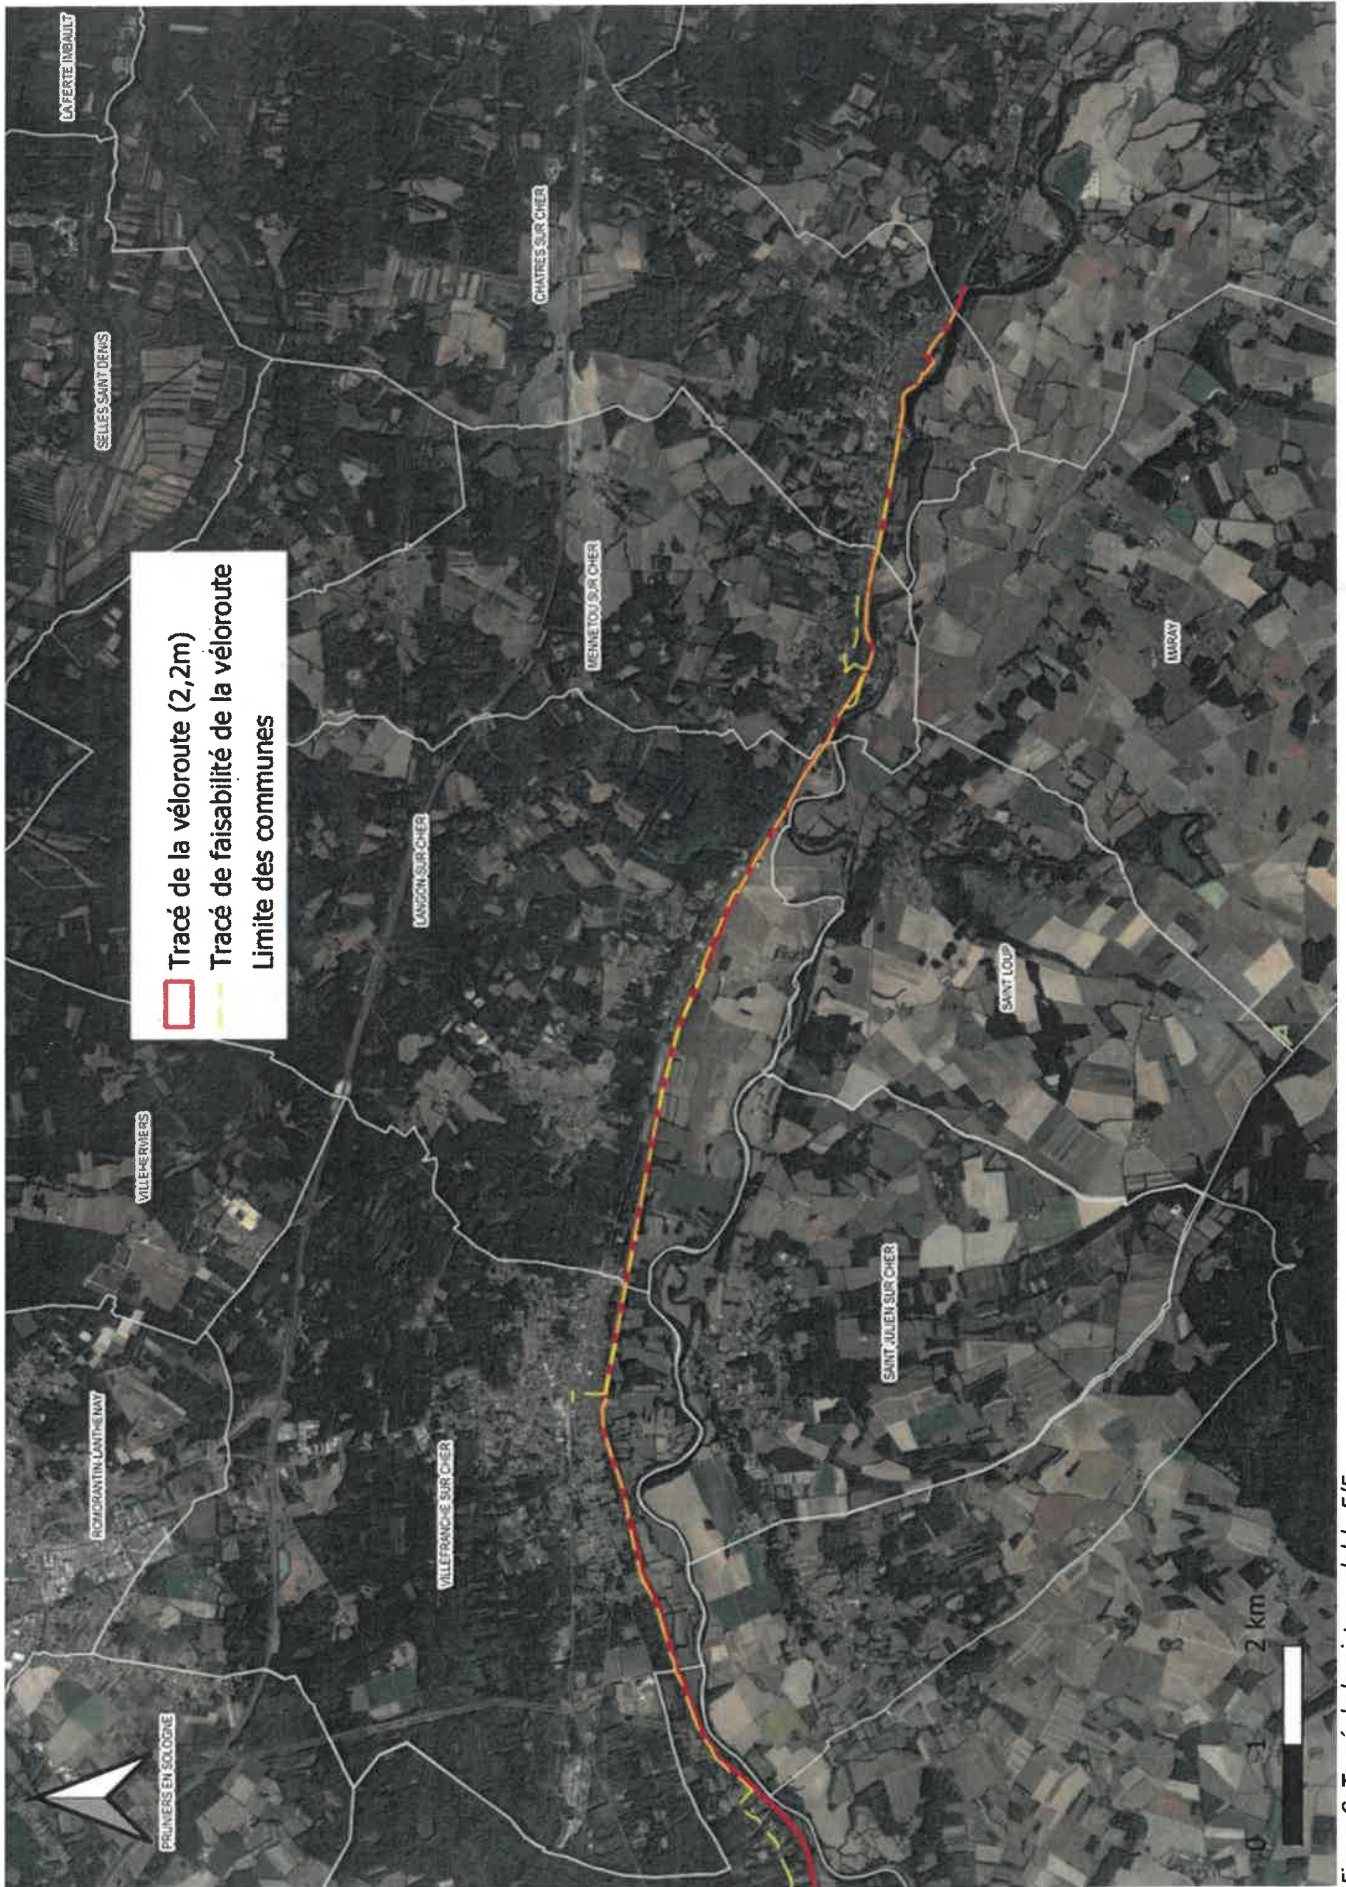 LA FERTE IMBAULT
SELLES SAINT DENIS
CHATRES SUR CHER
Tracé de la véloroute (2,2m)
Tracé de faisabilité de la véloroute
Limite des communes
MENNETOU SUR CHER
MARAY
LANGON SUR CHER
VILLEHERVIERS
SAINT LOUP
ROMORANTIN-LANTHENAY
VILLEFRANCHE SUR CHER
SAINT JULIEN SUR CHER
PRUNIERS EN SOLOGNE
0 1 2 km